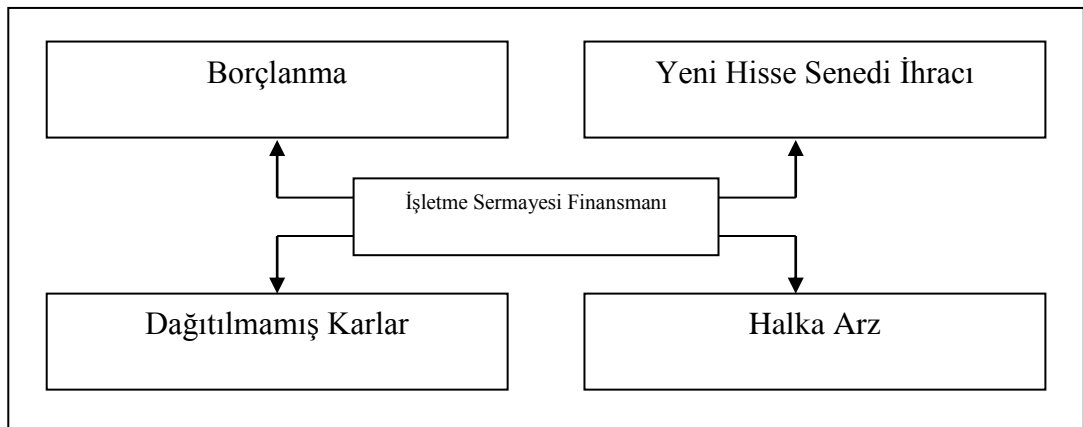 Borçlanma
Yeni Hisse Senedi İhracı
İşletme Sermayesi Finansmanı
Dağıtılmamış Karlar
Halka Arz